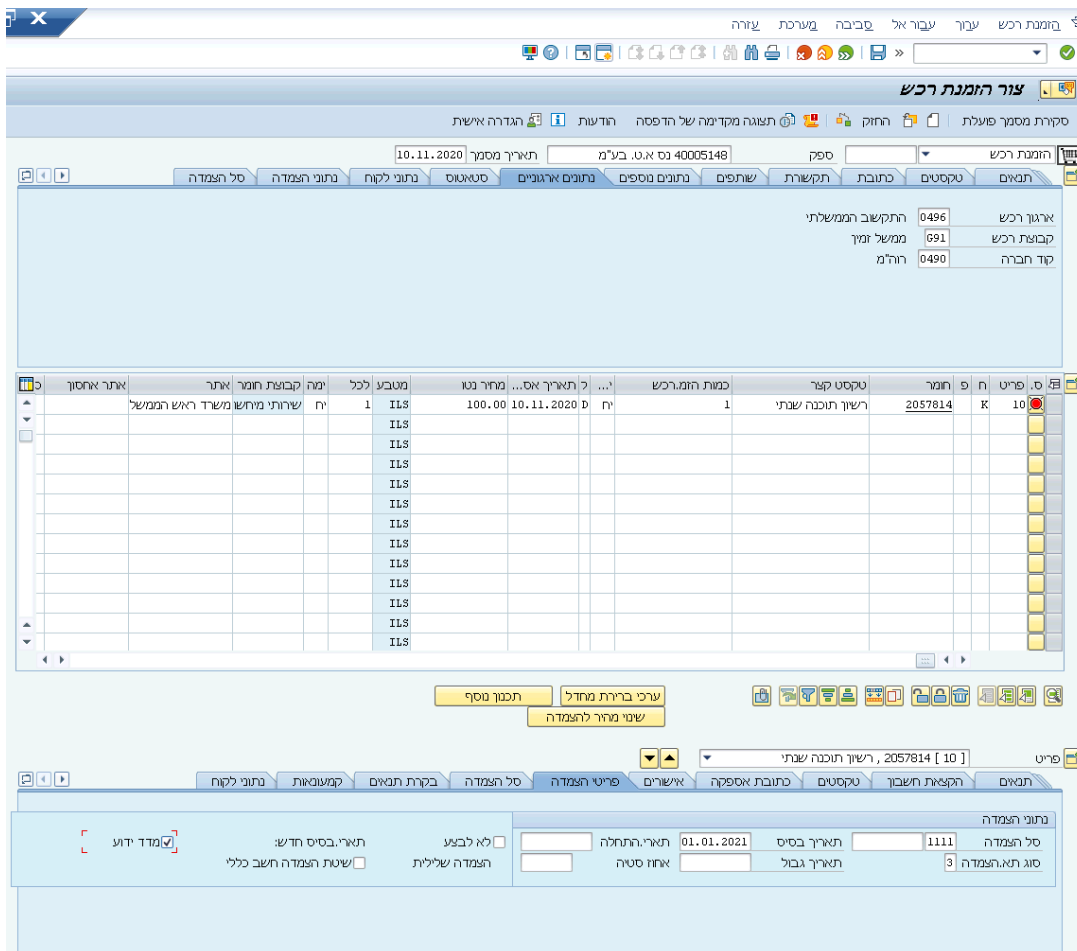 הזמנת רכש עבוך עבור אל סביבה מערכת עזרה
צור הזמנת רכש
סקירת מסמך פועלת החזק תצוגה מקדימה של הדפסה הודעות הגדרה אישית
הזמנת רכש ספק 40005148 נס א.ט. בע"מ תאריך מסמך 10.11.2020
תנאים טקסטים כתובת תקשורת שותפים נתונים נוספים נתונים ארגוניים סטאטוס נתוני לקוח נתוני הצמדה סל הצמדה
ארגון רכש 0496 התקשוב הממשלתי
קבוצת רכש G91 ממשל זמין
קוד חברה 0490 רוה"מ
ס. פריט ח פ חומר טקסט קצר כמות הזמ.רכש י... ל תאריך אס... מחיר נטו מטבע לכל ימה קבוצת חומר אתר אתר אחסון
10 K 2057814 רשיון תוכנה שנתי 1 יח D 10.11.2020 100.00 ILS 1 יח שירותי מיחשו משרד ראש הממשל
ILS
ILS
ILS
ILS
ILS
ILS
ILS
ILS
ILS
ILS
ILS
ILS
ערכי ברירת מחדל תכנון נוסף
שינוי מהיר להצמדה
פריט [ 10 ] 2057814 , רשיון תוכנה שנתי
תנאים הקצאת חשבון טקסטים כתובת אספקה אישורים פריטי הצמדה סל הצמדה בקרת תנאים קמעונאות נתוני לקוח
נתוני הצמדה
סל הצמדה 1111 תאריך בסיס 01.01.2021 תארי.התחלה לא לבצע תארי.בסיס חדש: מדד ידוע
סוג תא.הצמדה 3 תאריך גבול אחוז סטיה הצמדה שלילית שיטת הצמדה חשב כללי